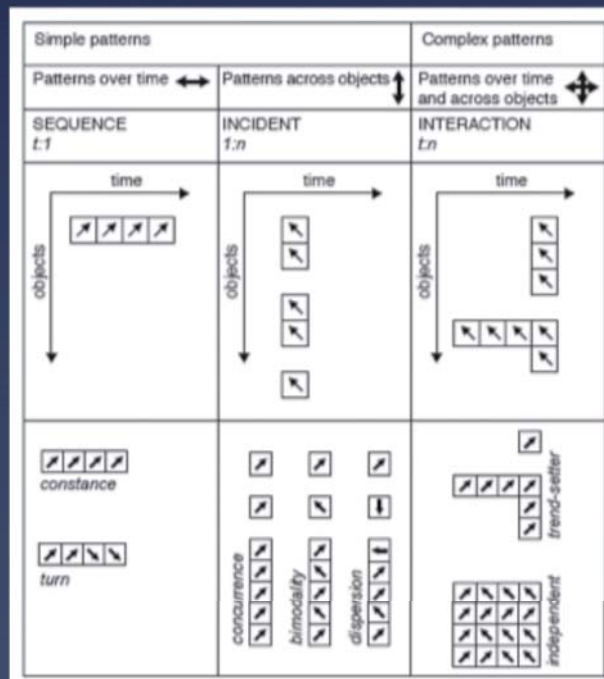 Simple patterns
Complex patterns
Patterns over time
Patterns across objects
Patterns over time
and across objects
SEQUENCE
t:1
INCIDENT
1:n
INTERACTION
t:n
time
objects
time
objects
time
objects
constance
turn
concurrence
bimodality
dispersion
trend-setter
independent